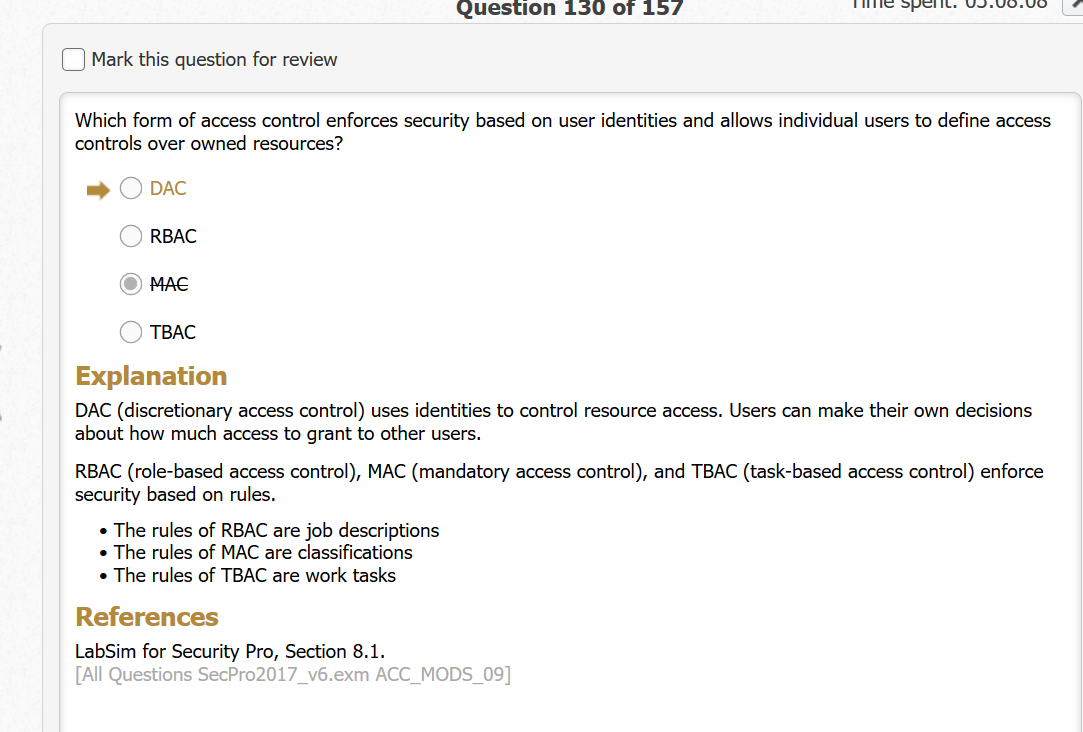 Question 130 of 157
Time spent: 05:08:08
Mark this question for review
Which form of access control enforces security based on user identities and allows individual users to define access
controls over owned resources?
DAC
RBAC
MAC
TBAC
Explanation
DAC (discretionary access control) uses identities to control resource access. Users can make their own decisions
about how much access to grant to other users.
RBAC (role-based access control), MAC (mandatory access control), and TBAC (task-based access control) enforce
security based on rules.
• The rules of RBAC are job descriptions
• The rules of MAC are classifications
• The rules of TBAC are work tasks
References
LabSim for Security Pro, Section 8.1.
[All Questions SecPro2017_v6.exm ACC_MODS_09]